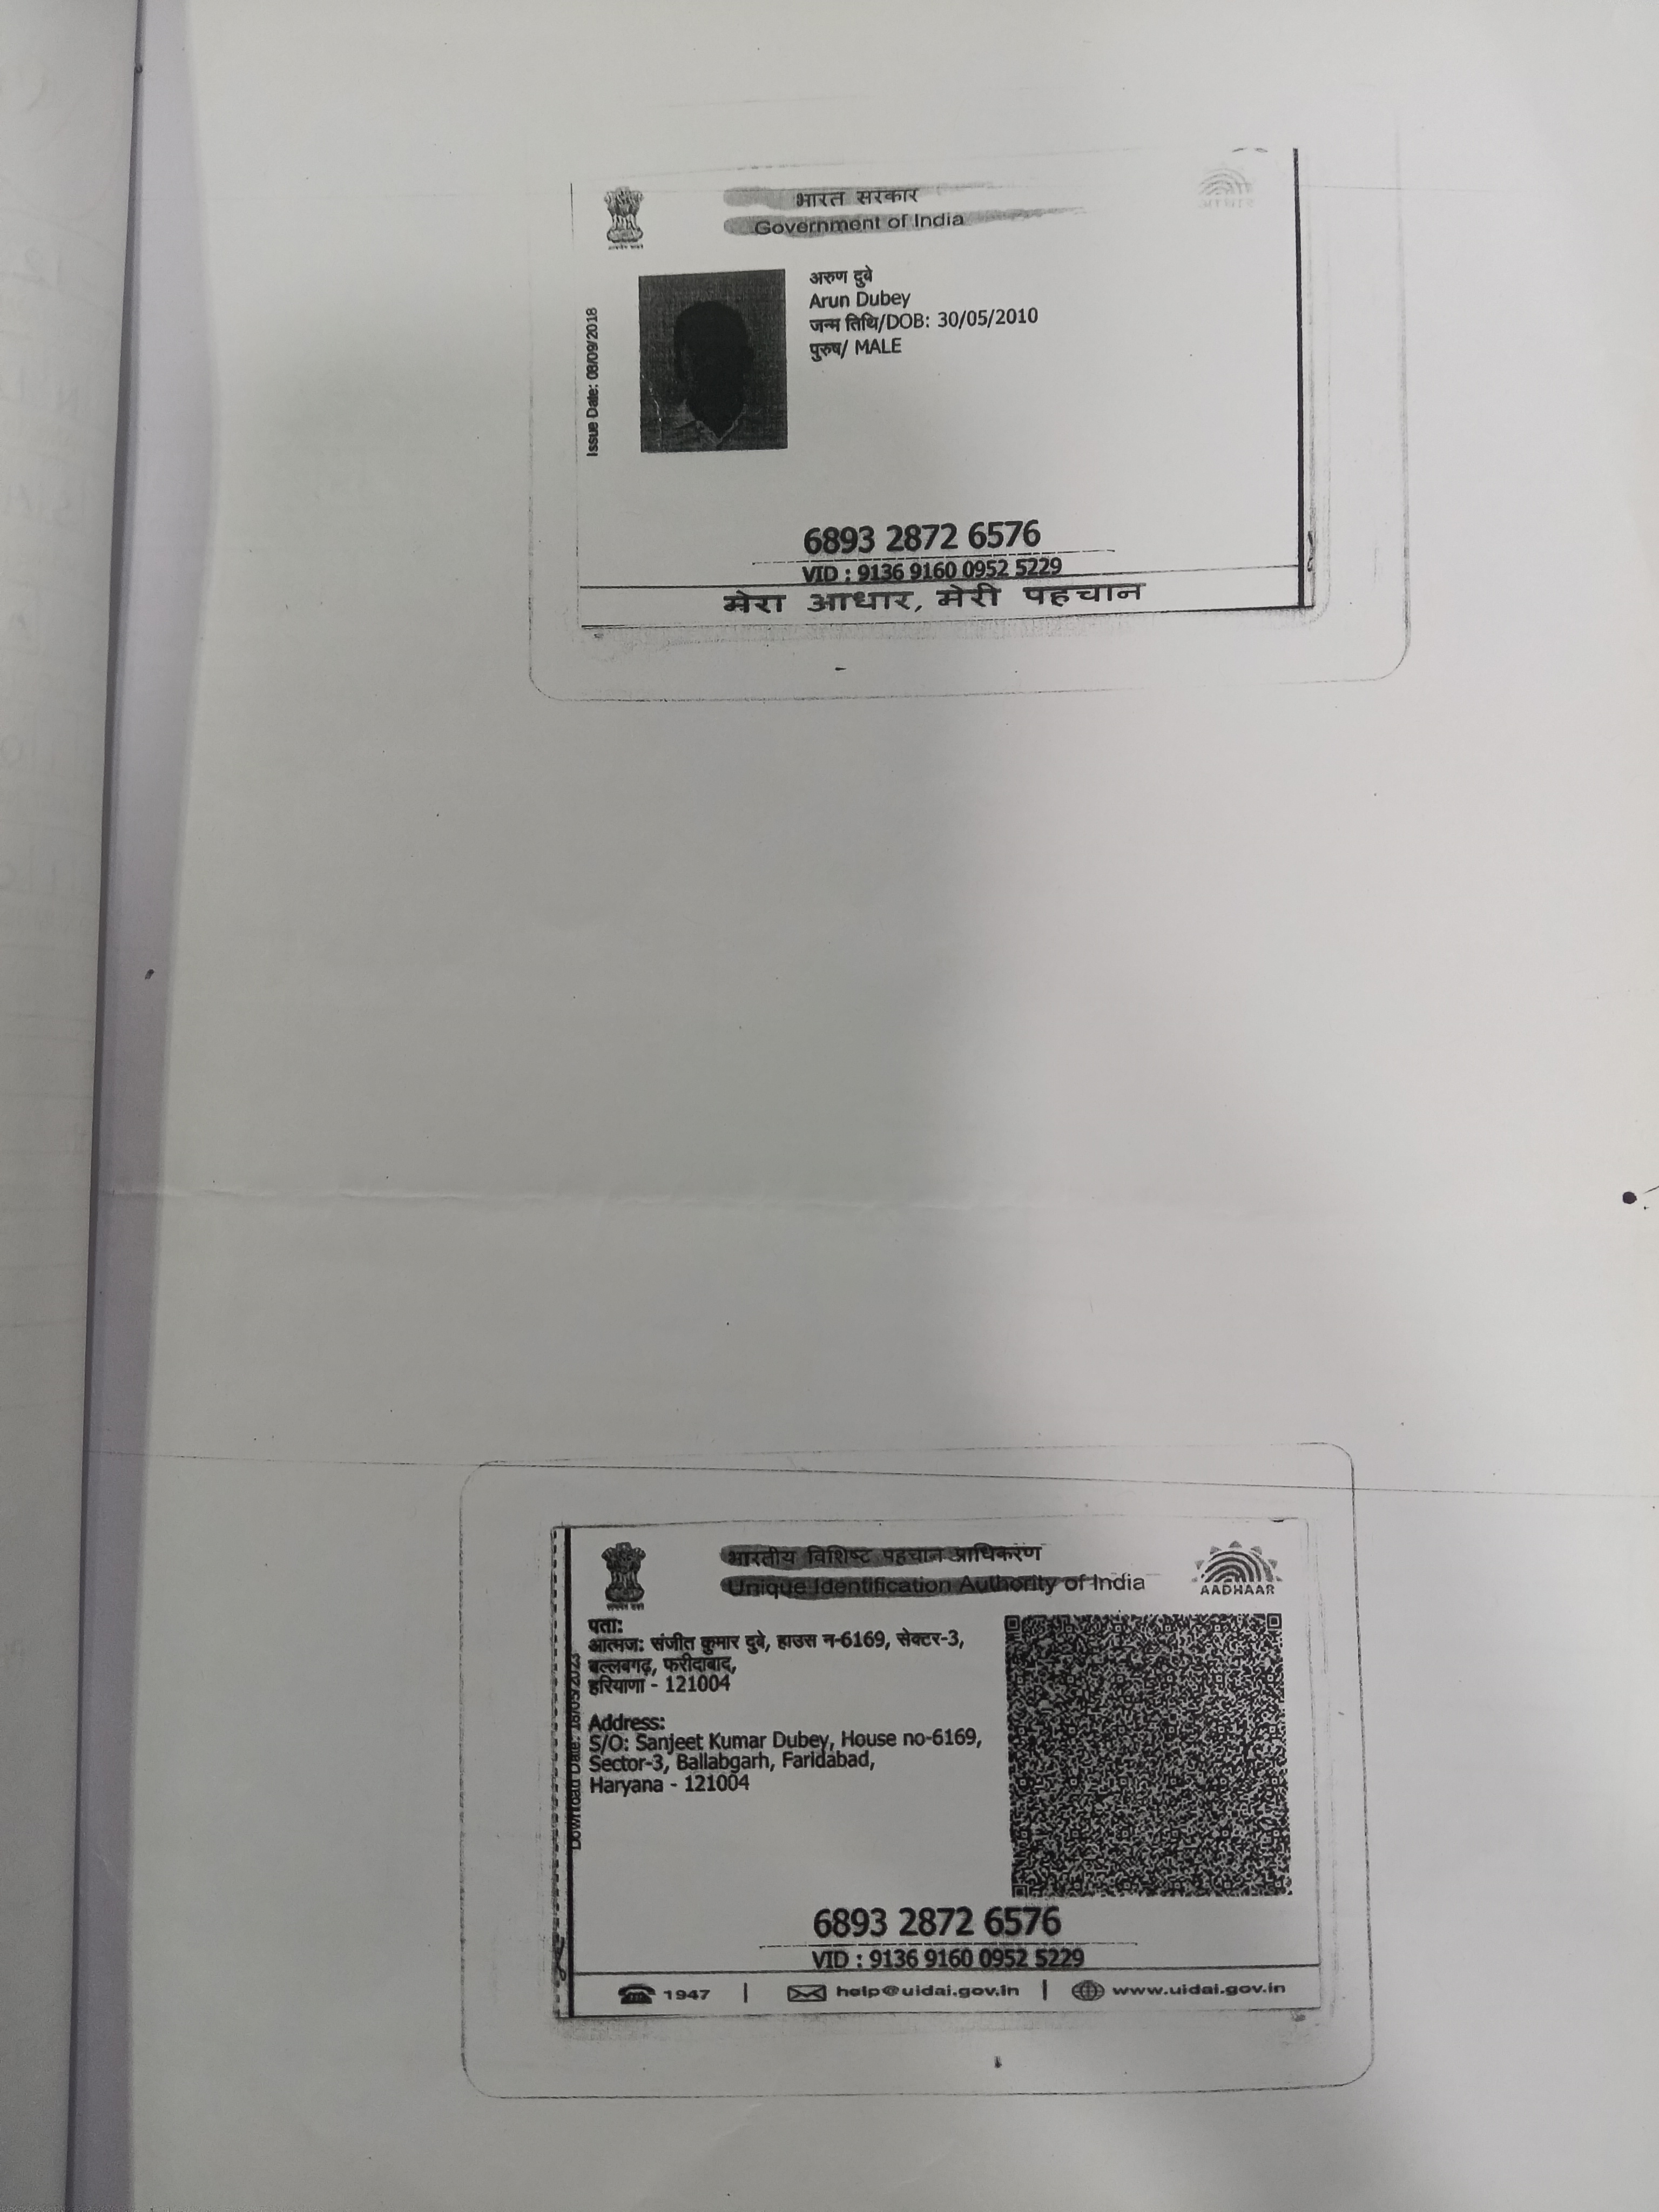 भारत सरकार
Government of India
Issue Date: 08/09/2018
अरुण दुबे
Arun Dubey
जन्म तिथि/DOB: 30/05/2010
पुरुष/ MALE
6893 2872 6576
VID : 9136 9160 0952 5229
मेरा आधार, मेरी पहचान
भारतीय विशिष्ट पहचान प्राधिकरण
Unique Identification Authority of India
AADHAAR
पता:
आत्मज: संजीत कुमार दुबे, हाउस न-6169, सेक्टर-3,
बल्लबगढ़, फरीदाबाद,
हरियाणा - 121004
Address:
S/O: Sanjeet Kumar Dubey, House no-6169,
Sector-3, Ballabgarh, Faridabad,
Haryana - 121004
Download Date:
6893 2872 6576
VID : 9136 9160 0952 5229
1947 | help@uidai.gov.in | www.uidai.gov.in